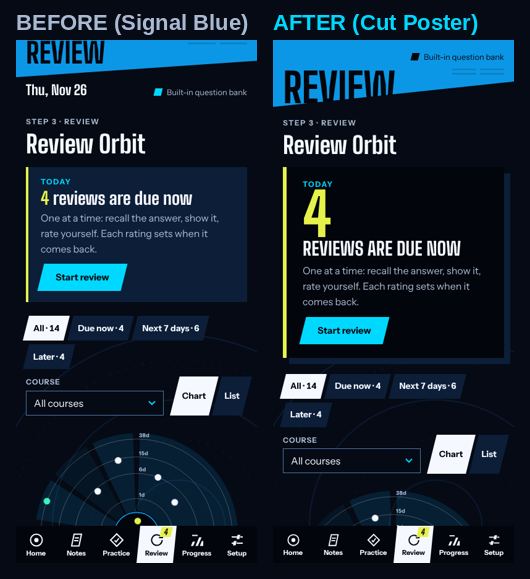 BEFORE (Signal Blue)
REVIEW
Thu, Nov 26
Built-in question bank
STEP 3 · REVIEW
Review Orbit
TODAY
4 reviews are due now
One at a time: recall the answer, show it,
rate yourself. Each rating sets when it
comes back.
Start review
All · 14
Due now · 4
Next 7 days · 6
Later · 4
COURSE
All courses
Chart
List
38d
15d
6d
1d
Home
Notes
Practice
Review
4
Progress
Setup
AFTER (Cut Poster)
Built-in question bank
REVIEW
STEP 3 · REVIEW
Review Orbit
TODAY
4
REVIEWS ARE DUE NOW
One at a time: recall the answer, show it,
rate yourself. Each rating sets when it
comes back.
Start review
All · 14
Due now · 4
Next 7 days · 6
Later · 4
COURSE
All courses
Chart
List
38d
15d
Home
Notes
Practice
Review
4
Progress
Setup